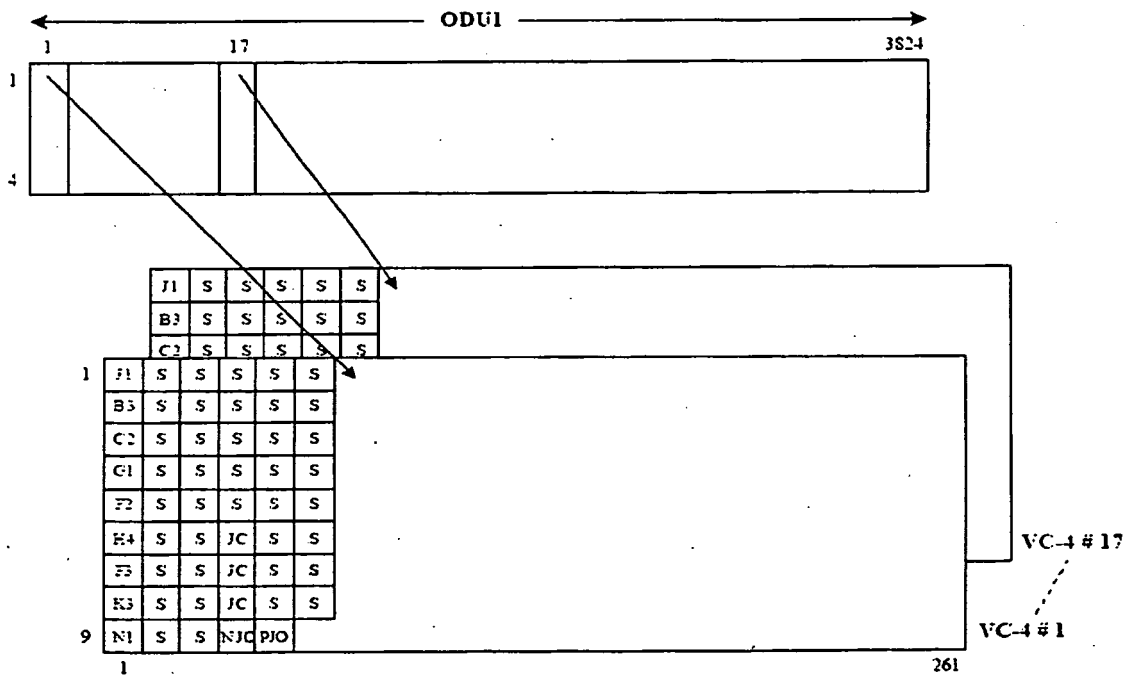 ODU1
1 17 3824
1
4
J1 S S S S S
B3 S S S S S
C2 S S S S S
1 J1 S S S S S
B3 S S S S S
C2 S S S S S
G1 S S S S S
F2 S S S S S
H4 S S JC S S
F3 S S JC S S
K3 S S JC S S
9 N1 S S NJO PJO
VC-4 # 17
VC-4 # 1
1 261